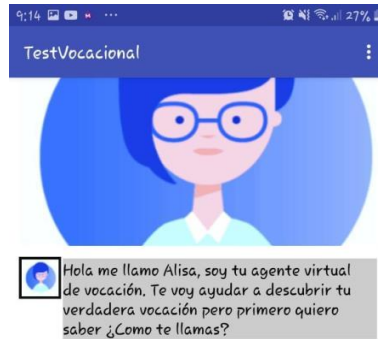 9:14 27%
TestVocacional
Hola me llamo Alisa, soy tu agente virtual
de vocación, Te voy ayudar a descubrir tu
verdadera vocación pero primero quiero
saber ¿Como te llamas?